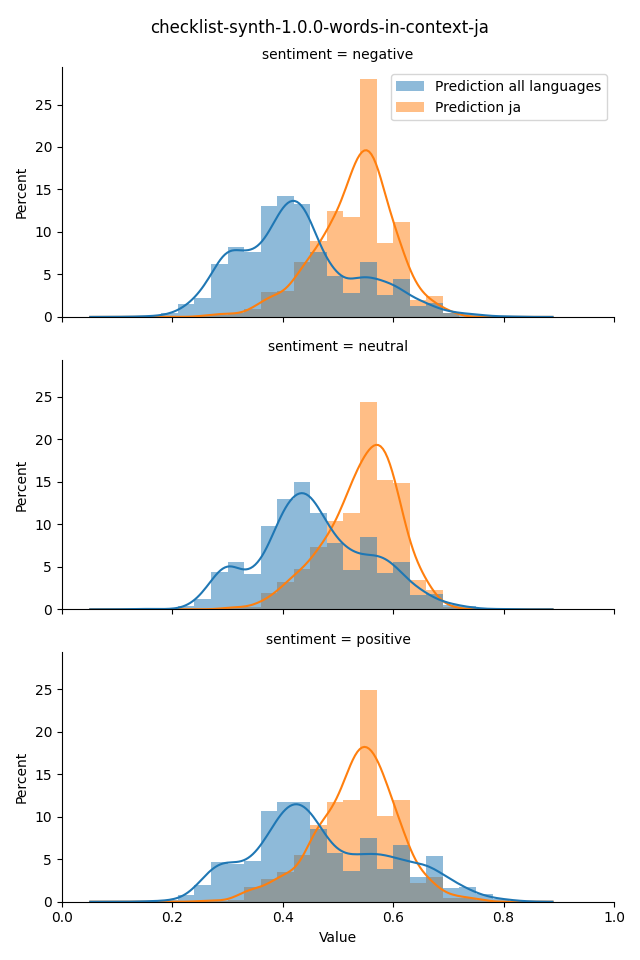 checklist-synth-1.0.0-words-in-context-ja
sentiment = negative
Prediction all languages
Prediction ja
25
20
15
10
5
0
Percent
sentiment = neutral
25
20
15
10
5
0
Percent
sentiment = positive
25
20
15
10
5
0
Percent
0.0 0.2 0.4 0.6 0.8 1.0
Value